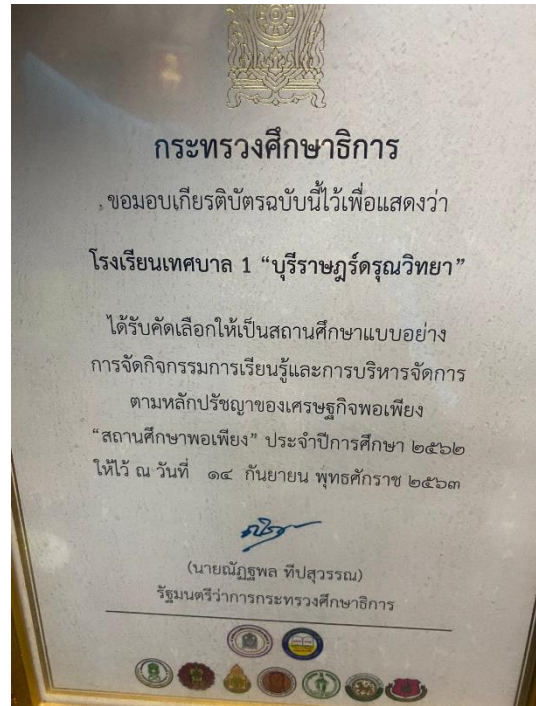 กระทรวงศึกษาธิการ
ขอมอบเกียรติบัตรฉบับนี้ไว้เพื่อแสดงว่า
โรงเรียนเทศบาล 1 “บุรีราษฎร์ดรุณวิทยา”
ได้รับคัดเลือกให้เป็นสถานศึกษาแบบอย่าง
การจัดกิจกรรมการเรียนรู้และการบริหารจัดการ
ตามหลักปรัชญาของเศรษฐกิจพอเพียง
“สถานศึกษาพอเพียง” ประจำปีการศึกษา ๒๕๖๒
ให้ไว้ ณ วันที่ ๑๔ กันยายน พุทธศักราช ๒๕๖๓
(นายณัฏฐพล ทีปสุวรรณ)
รัฐมนตรีว่าการกระทรวงศึกษาธิการ